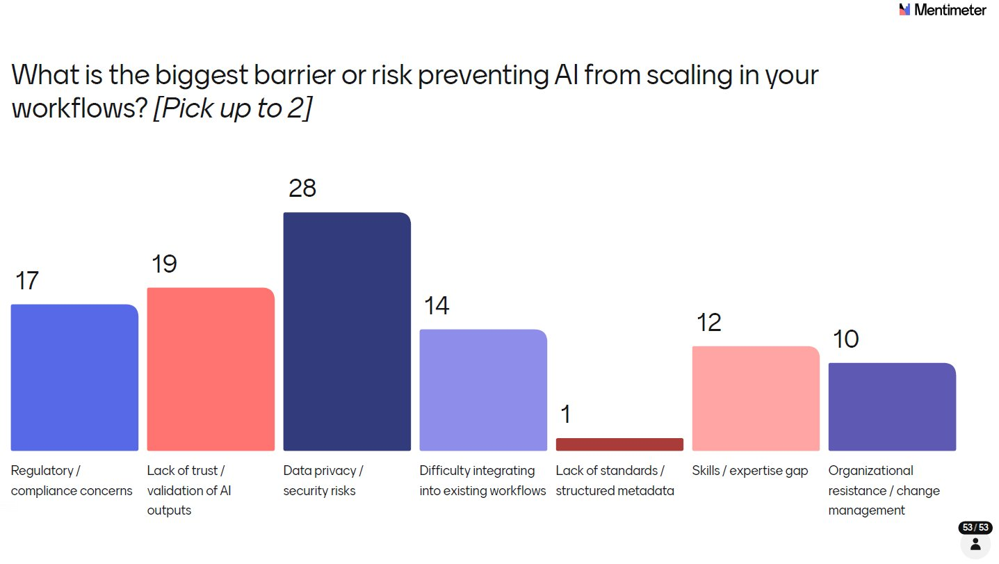 Mentimeter
What is the biggest barrier or risk preventing AI from scaling in your
workflows? [Pick up to 2]
28
19
17
14
12
10
1
Regulatory /
compliance concerns
Lack of trust /
validation of AI
outputs
Data privacy /
security risks
Difficulty integrating
into existing workflows
Lack of standards /
structured metadata
Skills / expertise gap
Organizational
resistance / change
management
53 / 53